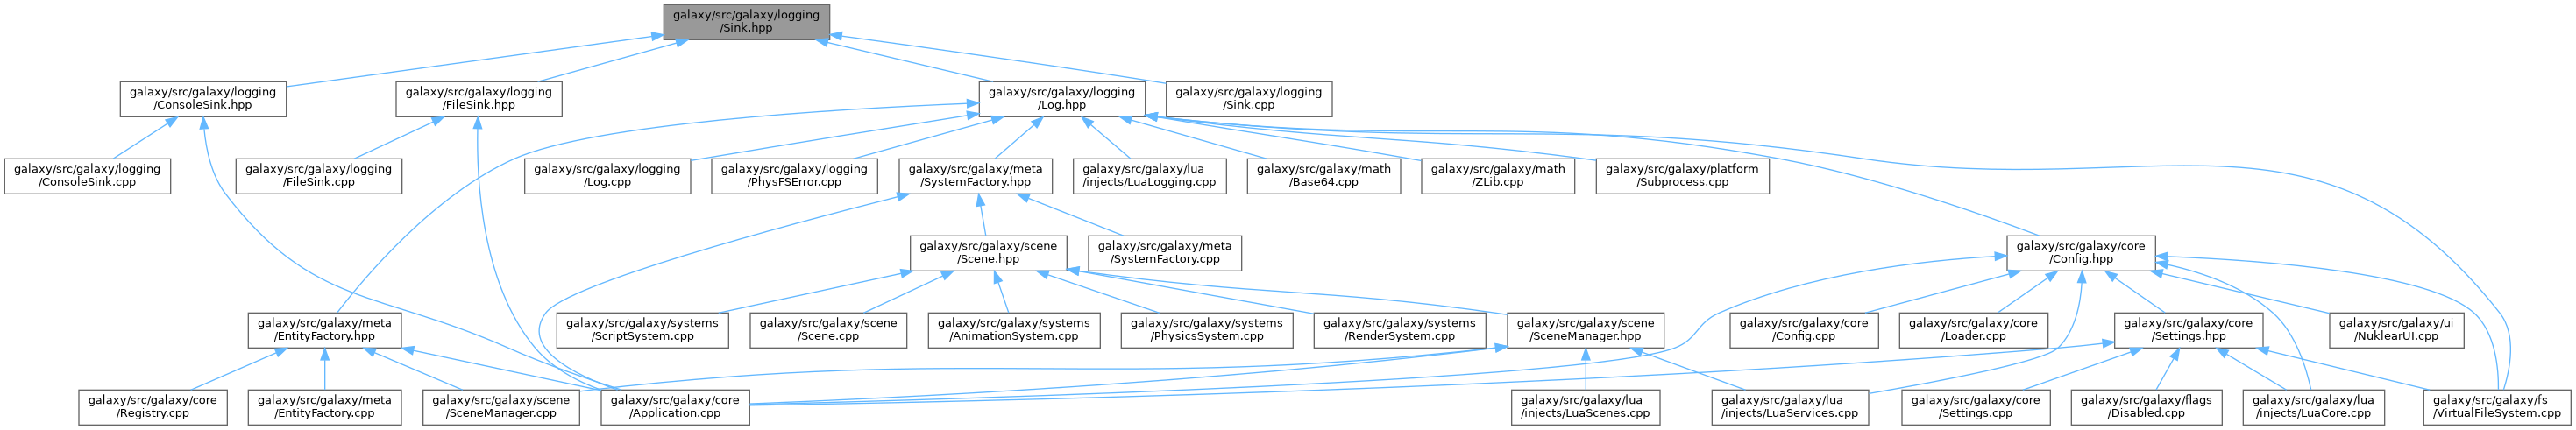 galaxy/src/galaxy/logging
/Sink.hpp
galaxy/src/galaxy/logging
/ConsoleSink.hpp
galaxy/src/galaxy/logging
/FileSink.hpp
galaxy/src/galaxy/logging
/Log.hpp
galaxy/src/galaxy/logging
/Sink.cpp
galaxy/src/galaxy/logging
/ConsoleSink.cpp
galaxy/src/galaxy/logging
/FileSink.cpp
galaxy/src/galaxy/logging
/Log.cpp
galaxy/src/galaxy/logging
/PhysFSError.cpp
galaxy/src/galaxy/meta
/SystemFactory.hpp
galaxy/src/galaxy/lua
/injects/LuaLogging.cpp
galaxy/src/galaxy/math
/Base64.cpp
galaxy/src/galaxy/math
/ZLib.cpp
galaxy/src/galaxy/platform
/Subprocess.cpp
galaxy/src/galaxy/scene
/Scene.hpp
galaxy/src/galaxy/meta
/SystemFactory.cpp
galaxy/src/galaxy/core
/Config.hpp
galaxy/src/galaxy/meta
/EntityFactory.hpp
galaxy/src/galaxy/systems
/ScriptSystem.cpp
galaxy/src/galaxy/scene
/Scene.cpp
galaxy/src/galaxy/systems
/AnimationSystem.cpp
galaxy/src/galaxy/systems
/PhysicsSystem.cpp
galaxy/src/galaxy/systems
/RenderSystem.cpp
galaxy/src/galaxy/scene
/SceneManager.hpp
galaxy/src/galaxy/core
/Config.cpp
galaxy/src/galaxy/core
/Loader.cpp
galaxy/src/galaxy/core
/Settings.hpp
galaxy/src/galaxy/ui
/NuklearUI.cpp
galaxy/src/galaxy/core
/Registry.cpp
galaxy/src/galaxy/meta
/EntityFactory.cpp
galaxy/src/galaxy/scene
/SceneManager.cpp
galaxy/src/galaxy/core
/Application.cpp
galaxy/src/galaxy/lua
/injects/LuaScenes.cpp
galaxy/src/galaxy/lua
/injects/LuaServices.cpp
galaxy/src/galaxy/core
/Settings.cpp
galaxy/src/galaxy/flags
/Disabled.cpp
galaxy/src/galaxy/lua
/injects/LuaCore.cpp
galaxy/src/galaxy/fs
/VirtualFileSystem.cpp